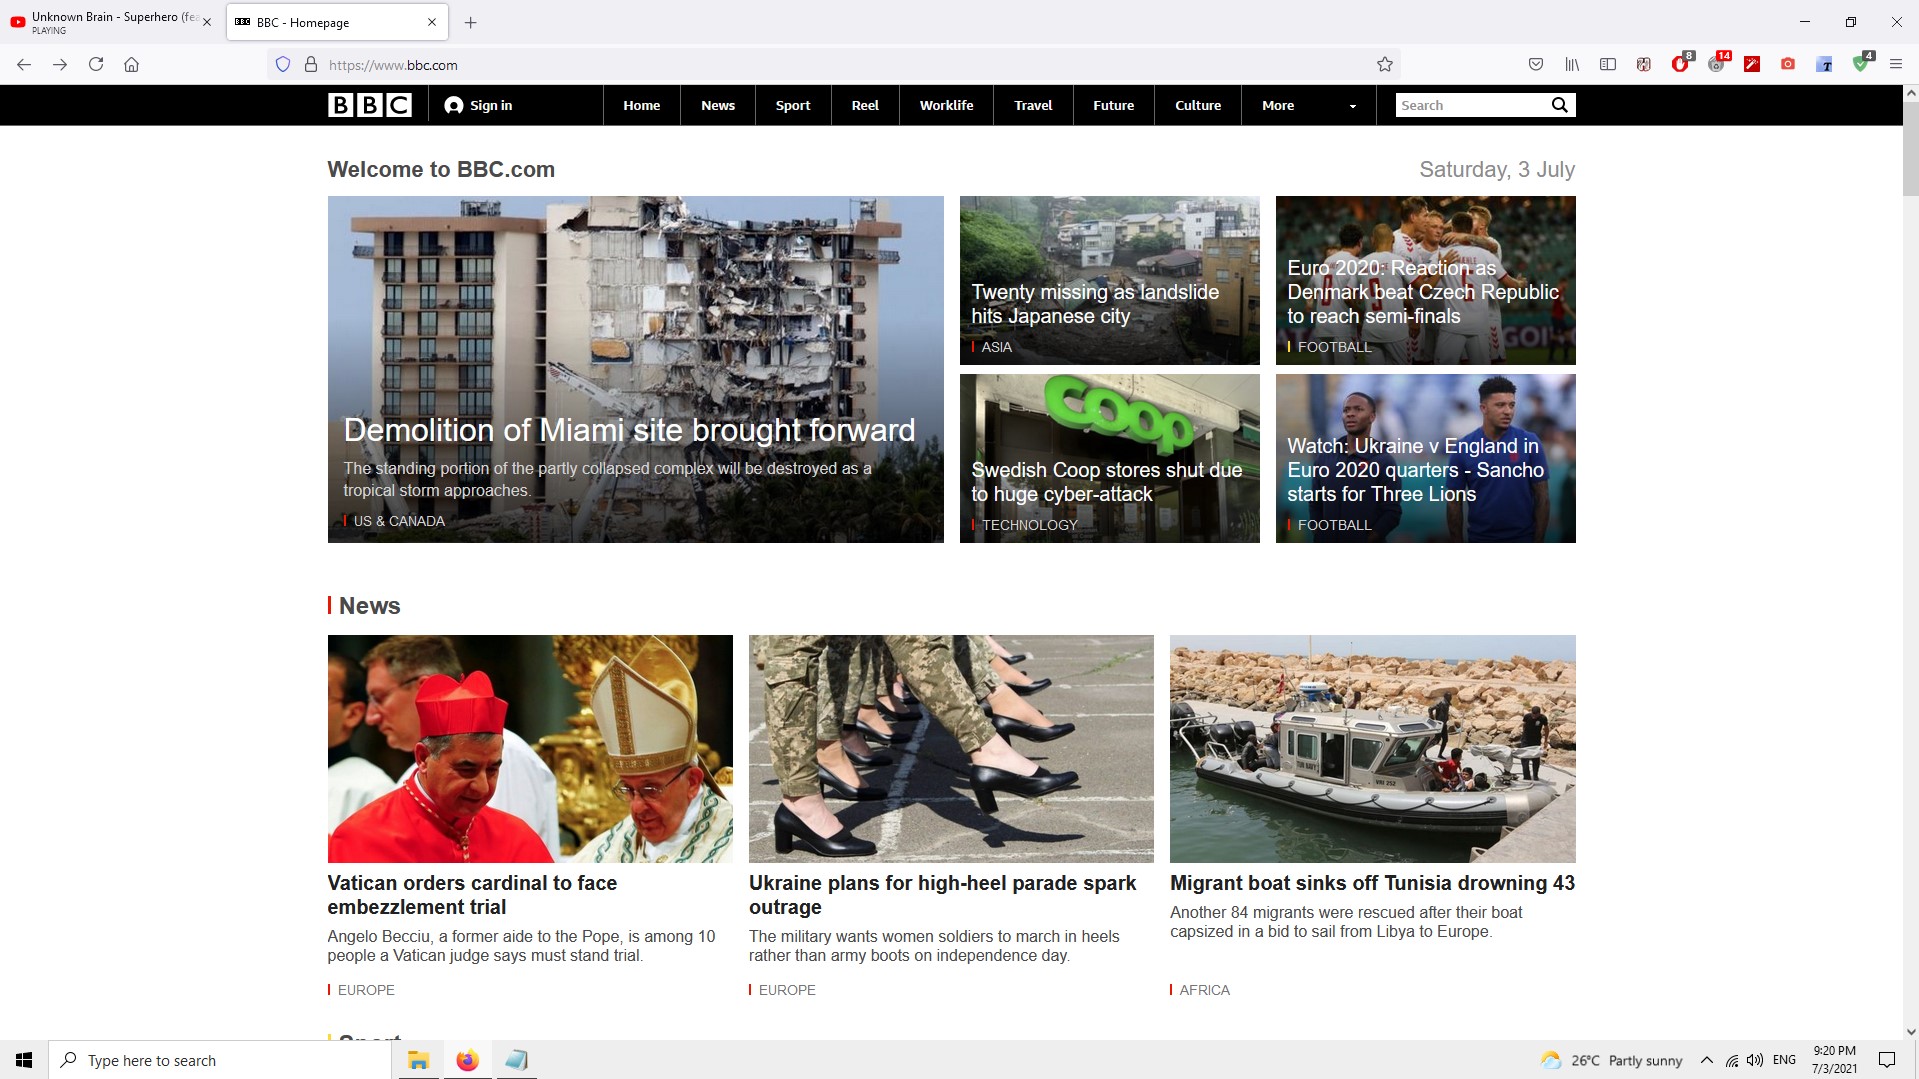 Unknown Brain - Superhero (fea
PLAYING
BBC BBC - Homepage
https://www.bbc.com
8
14
4
BBC
Sign in
Home
News
Sport
Reel
Worklife
Travel
Future
Culture
More
Search
Welcome to BBC.com
Saturday, 3 July
Demolition of Miami site brought forward
The standing portion of the partly collapsed complex will be destroyed as a
tropical storm approaches.
US & CANADA
Twenty missing as landslide
hits Japanese city
ASIA
Euro 2020: Reaction as
Denmark beat Czech Republic
to reach semi-finals
FOOTBALL
coop
Swedish Coop stores shut due
to huge cyber-attack
TECHNOLOGY
Watch: Ukraine v England in
Euro 2020 quarters - Sancho
starts for Three Lions
FOOTBALL
News
Vatican orders cardinal to face
embezzlement trial
Angelo Becciu, a former aide to the Pope, is among 10
people a Vatican judge says must stand trial.
EUROPE
Ukraine plans for high-heel parade spark
outrage
The military wants women soldiers to march in heels
rather than army boots on independence day.
EUROPE
Migrant boat sinks off Tunisia drowning 43
Another 84 migrants were rescued after their boat
capsized in a bid to sail from Libya to Europe.
AFRICA
Sport
Type here to search
26°C Partly sunny
ENG
9:20 PM
7/3/2021